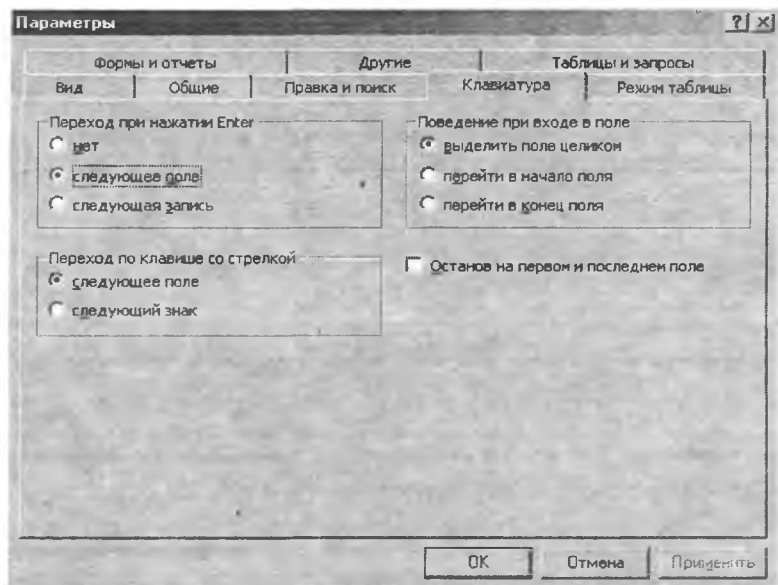 Параметры
Формы и отчеты
Другие
Таблицы и запросы
Вид
Общие
Правка и поиск
Клавиатура
Режим таблицы
Переход при нажатии Enter
нет
следующее поле
следующая запись
Поведение при входе в поле
выделить поле целиком
перейти в начало поля
перейти в конец поля
Переход по клавише со стрелкой
следующее поле
следующий знак
Останов на первом и последнем поле
OK
Отмена
Применить